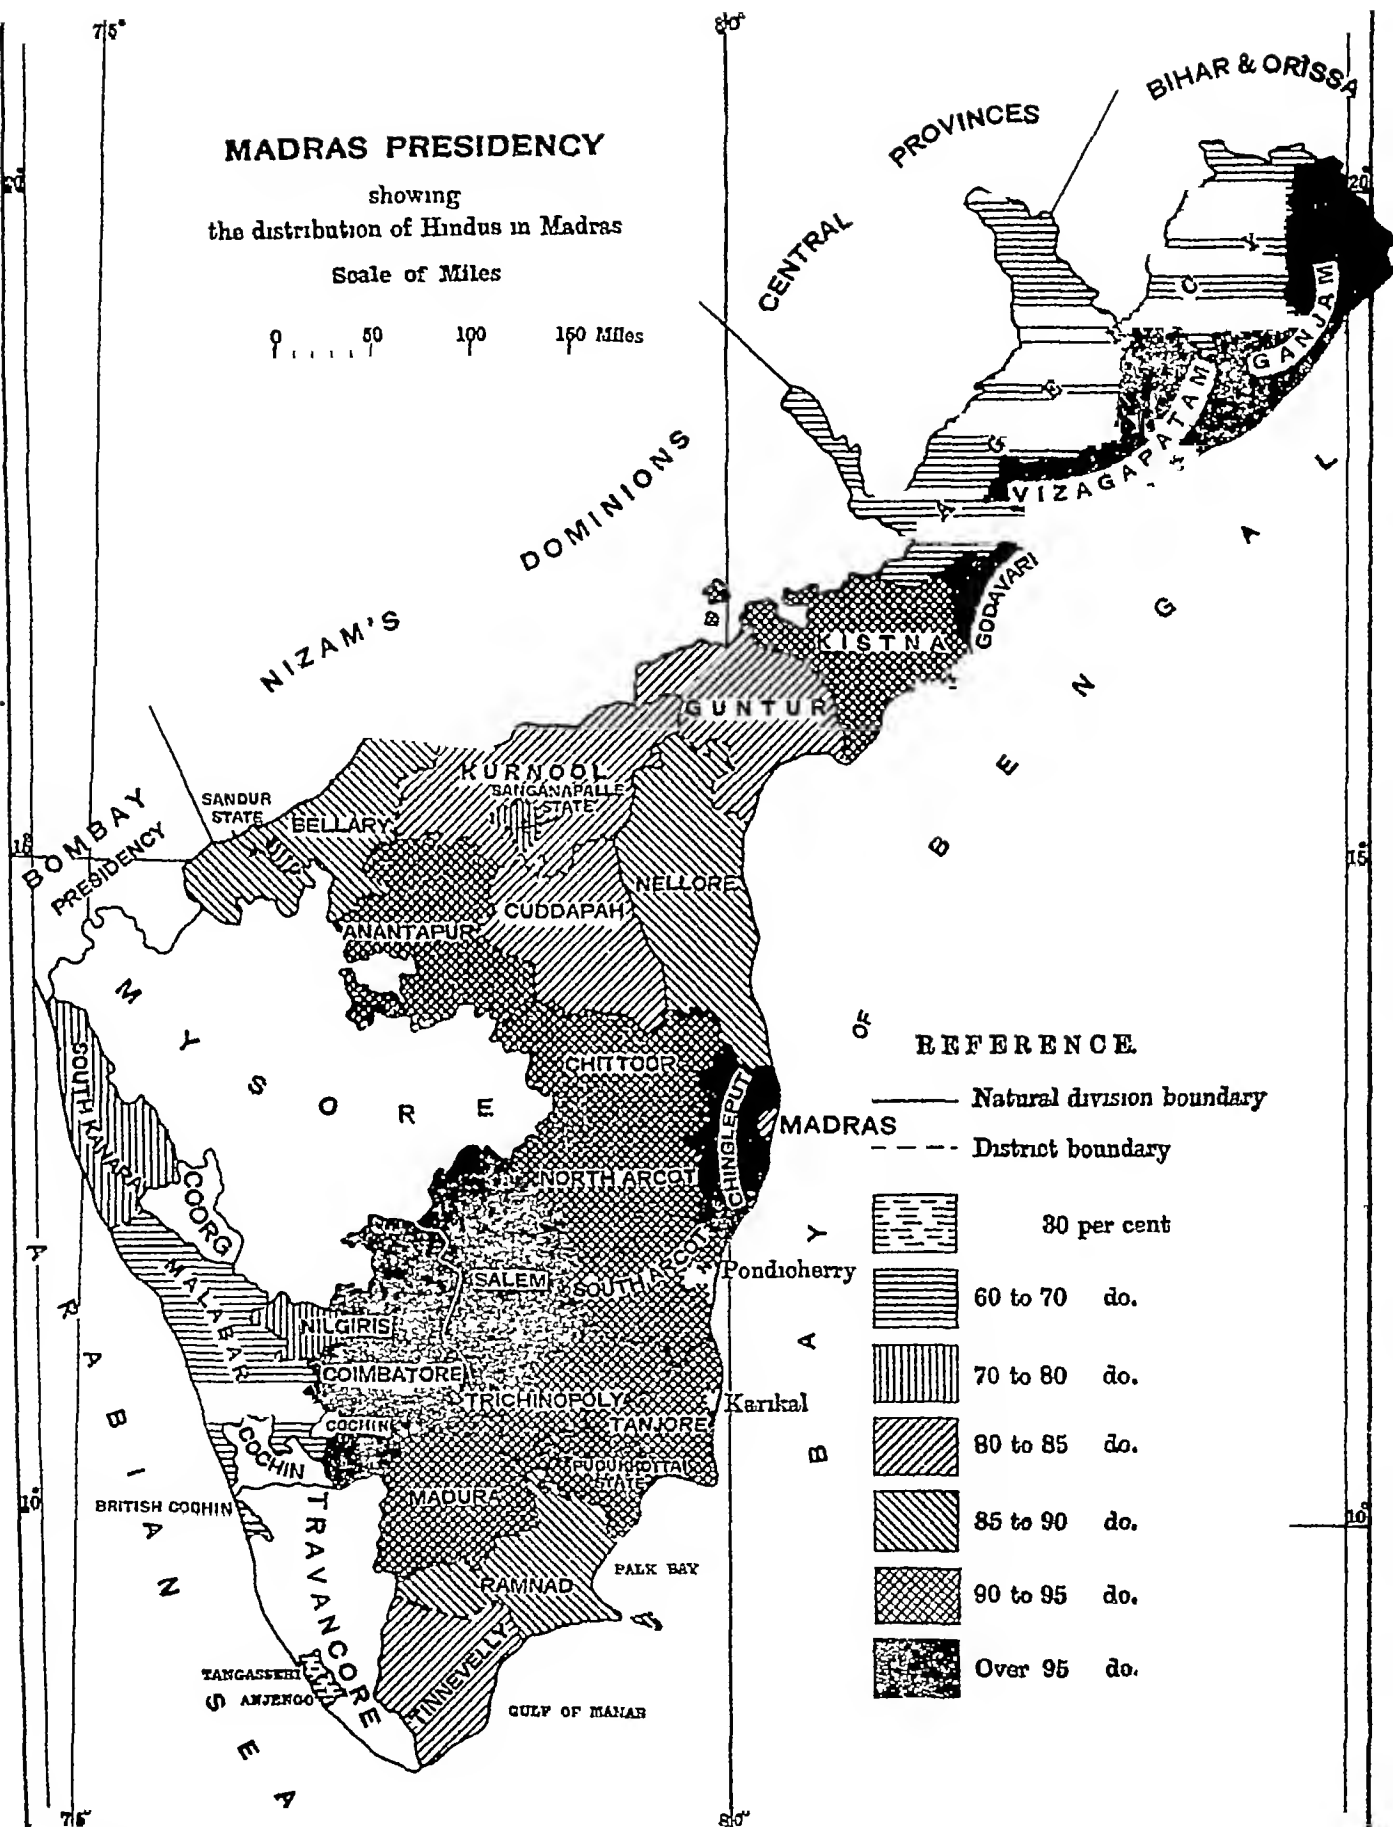 75°
80°
BIHAR & ORISSA
PROVINCES
CENTRAL
MADRAS PRESIDENCY
showing
the distribution of Hindus in Madras
Scale of Miles
0 50 100 150 Miles
20°
20°
AGENCY
GANJAM
VIZAGAPATAM
DOMINIONS
NIZAM'S
GODAVARI
KISTNA
GUNTUR
KURNOOL
BANGANAPALLE
STATE
SANDUR
STATE
BELLARY
BOMBAY
PRESIDENCY
15°
15°
NELLORE
CUDDAPAH
ANANTAPUR
MYSORE
BAY OF BENGAL
CHITTOOR
CHINGLEPUT
MADRAS
SOUTH KANARA
COORG
NORTH ARCOT
MALABAR
SALEM
SOUTH ARCOT
Pondicherry
NILGIRIS
COIMBATORE
TRICHINOPOLY
Karikal
COCHIN
TANJORE
COCHIN
PUDUKKOTTAI
STATE
MADURA
BRITISH COCHIN
10°
10°
TRAVANCORE
PALK BAY
RAMNAD
TINNEVELLY
TANGASSERI
ANJENGO
GULF OF MANAR
ARABIAN SEA
75°
80°
REFERENCE
Natural division boundary
District boundary
30 per cent
60 to 70 do.
70 to 80 do.
80 to 85 do.
85 to 90 do.
90 to 95 do.
Over 95 do.